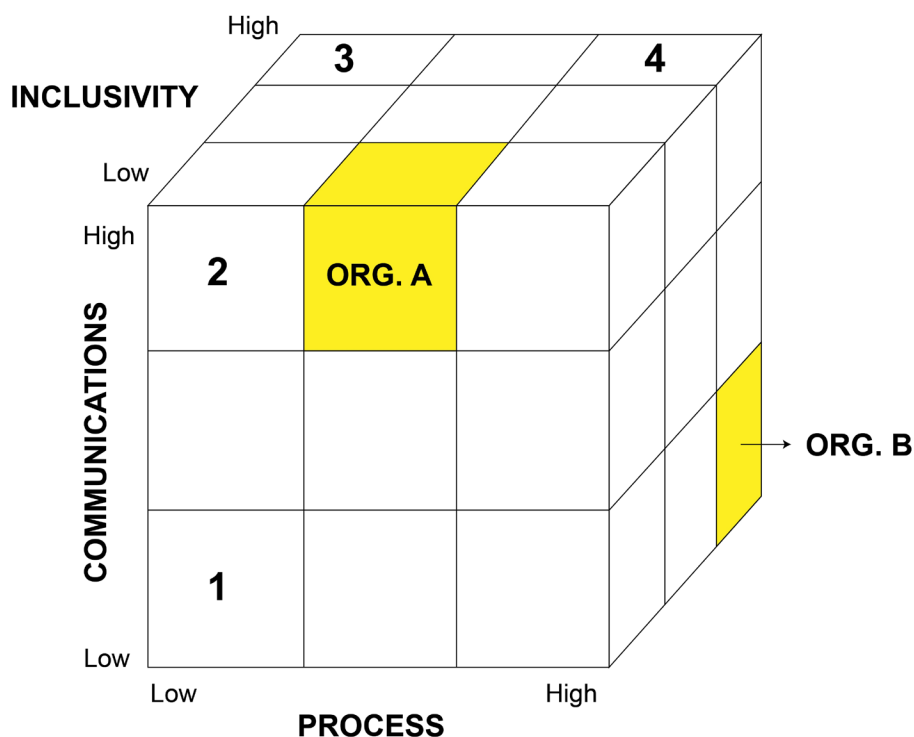 High
3
4
INCLUSIVITY
Low
High
2
ORG. A
COMMUNICATIONS
ORG. B
1
Low
Low
High
PROCESS